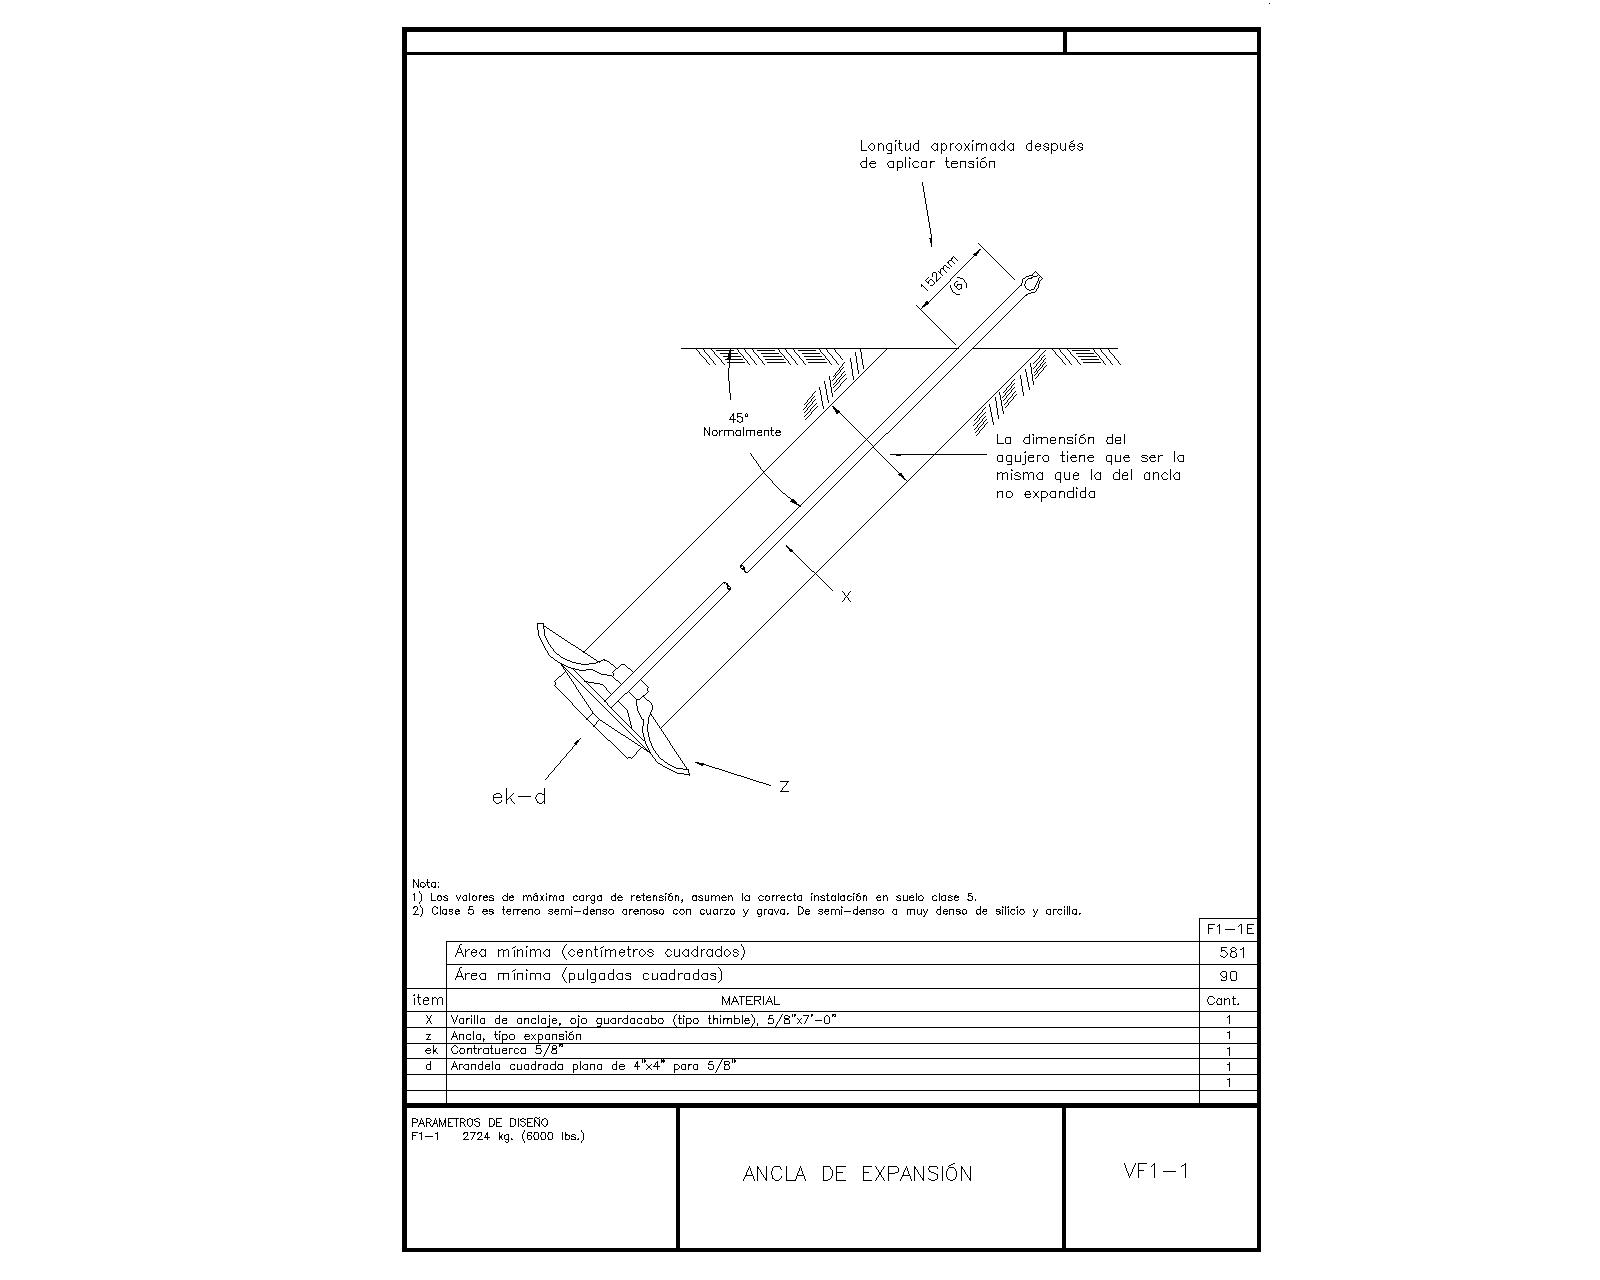 Longitud aproximada después
de aplicar tensión
152mm
(6)
45°
Normalmente
La dimensión del
agujero tiene que ser la
misma que la del ancla
no expandida
x
z
ek-d
Nota:
1) Los valores de máxima carga de retensión, asumen la correcta instalación en suelo clase 5.
2) Clase 5 es terreno semi-denso arenoso con cuarzo y grava. De semi-denso a muy denso de silicio y arcilla.
F1-1E
Área mínima (centímetros cuadrados) 581
Área mínima (pulgadas cuadradas) 90
item MATERIAL Cant.
X Varilla de anclaje, ojo guardacabo (tipo thimble), 5/8"x7'-0" 1
z Ancla, tipo expansión 1
ek Contratuerca 5/8" 1
d Arandela cuadrada plana de 4"x4" para 5/8" 1
1
PARAMETROS DE DISEÑO
F1-1 2724 kg. (6000 lbs.)
ANCLA DE EXPANSIÓN
VF1-1